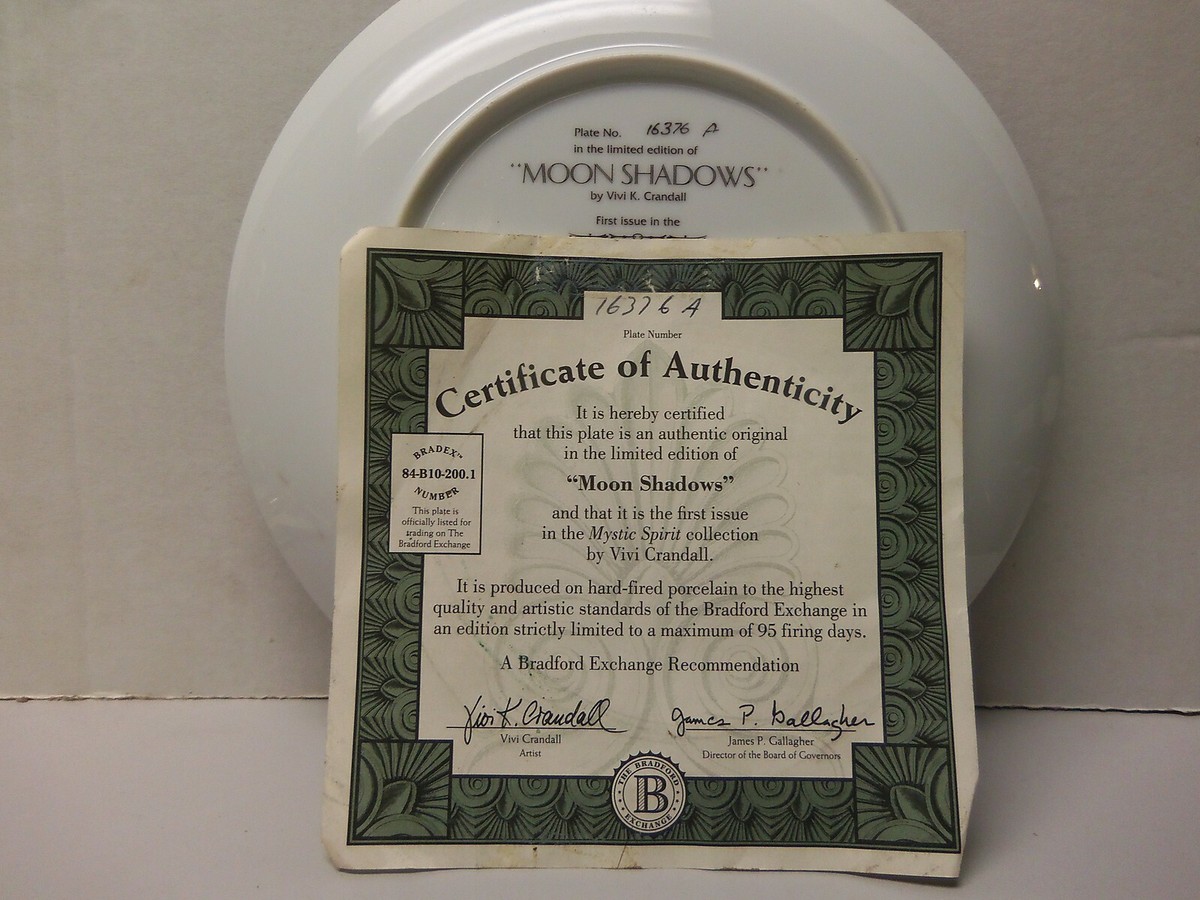 Plate No. 16376 A
in the limited edition of
"MOON SHADOWS"
by Vivi K. Crandall
First issue in the
16376 A
Plate Number
Certificate of Authenticity
It is hereby certified
that this plate is an authentic original
in the limited edition of
“Moon Shadows”
and that it is the first issue
in the Mystic Spirit collection
by Vivi Crandall.
BRADEX™
84-B10-200.1
NUMBER
This plate is
officially listed for
trading on The
Bradford Exchange
It is produced on hard-fired porcelain to the highest
quality and artistic standards of the Bradford Exchange in
an edition strictly limited to a maximum of 95 firing days.
A Bradford Exchange Recommendation
Vivi K. Crandall
Vivi Crandall
Artist
James P. Gallagher
James P. Gallagher
Director of the Board of Governors
THE BRADFORD
B
EXCHANGE